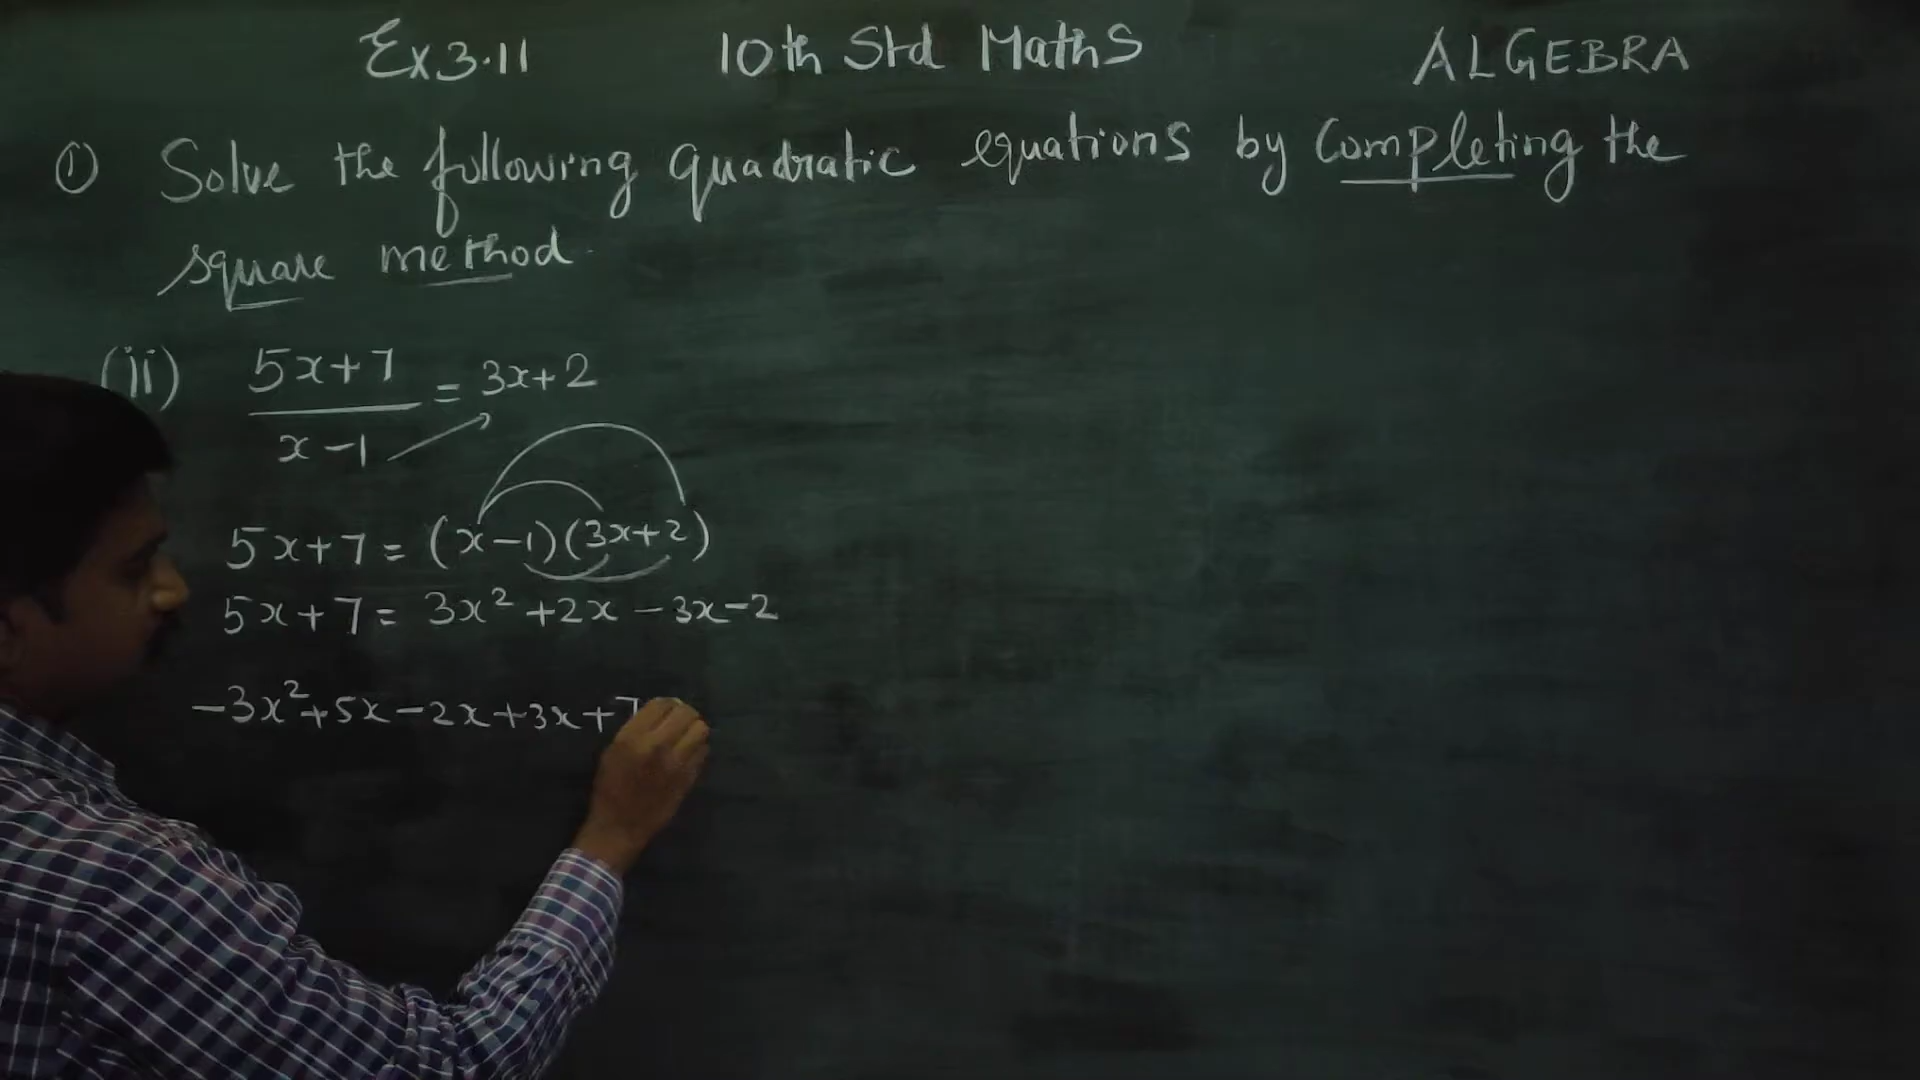 Ex 3.11 10th Std Maths ALGEBRA
① Solve the following quadratic equations by completing the
square method.
(ii) 5x+7 = 3x+2
x-1
5x+7 = (x-1)(3x+2)
5x+7 = 3x² +2x -3x-2
-3x²+5x-2x+3x+7